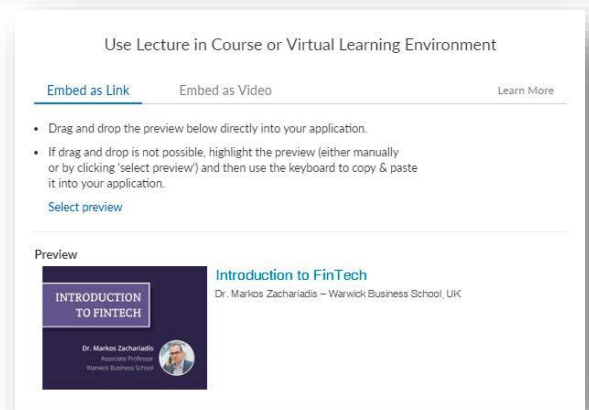 Use Lecture in Course or Virtual Learning Environment
Embed as Link Embed as Video Learn More
• Drag and drop the preview below directly into your application.
• If drag and drop is not possible, highlight the preview (either manually
or by clicking 'select preview') and then use the keyboard to copy & paste
it into your application.
Select preview
Preview
INTRODUCTION
TO FINTECH
Dr. Markos Zachariadis
Associate Professor
Warwick Business School
Introduction to FinTech
Dr. Markos Zachariadis – Warwick Business School, UK